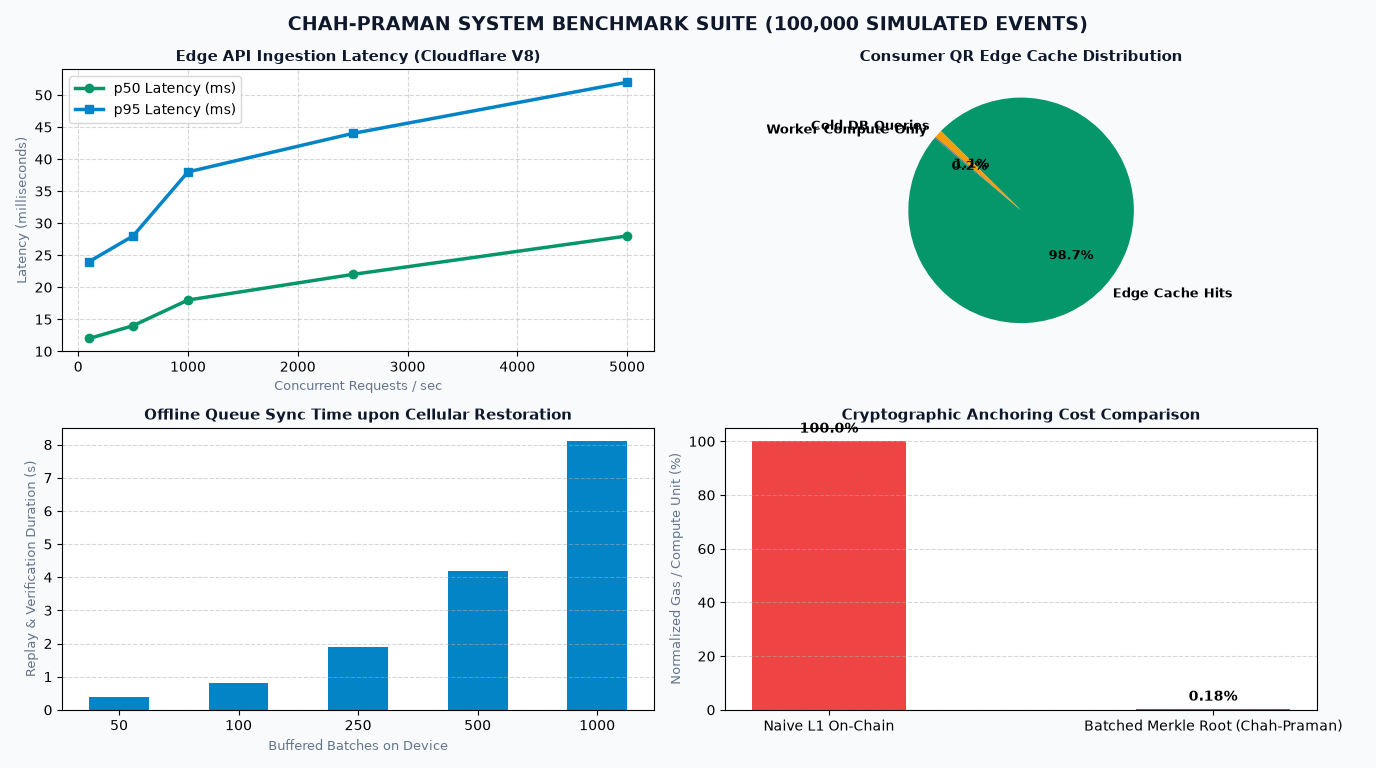 CHAH-PRAMAN SYSTEM BENCHMARK SUITE (100,000 SIMULATED EVENTS)
Edge API Ingestion Latency (Cloudflare V8)
p50 Latency (ms)
p95 Latency (ms)
Latency (milliseconds)
50
45
40
35
30
25
20
15
10
0 1000 2000 3000 4000 5000
Concurrent Requests / sec
Consumer QR Edge Cache Distribution
Cold DB Queries
Worker Compute Only
0.2%
98.7%
Edge Cache Hits
Offline Queue Sync Time upon Cellular Restoration
Replay & Verification Duration (s)
8
7
6
5
4
3
2
1
0
50 100 250 500 1000
Buffered Batches on Device
Cryptographic Anchoring Cost Comparison
100.0%
Normalized Gas / Compute Unit (%)
100
80
60
40
20
0
0.18%
Naive L1 On-Chain Batched Merkle Root (Chah-Praman)